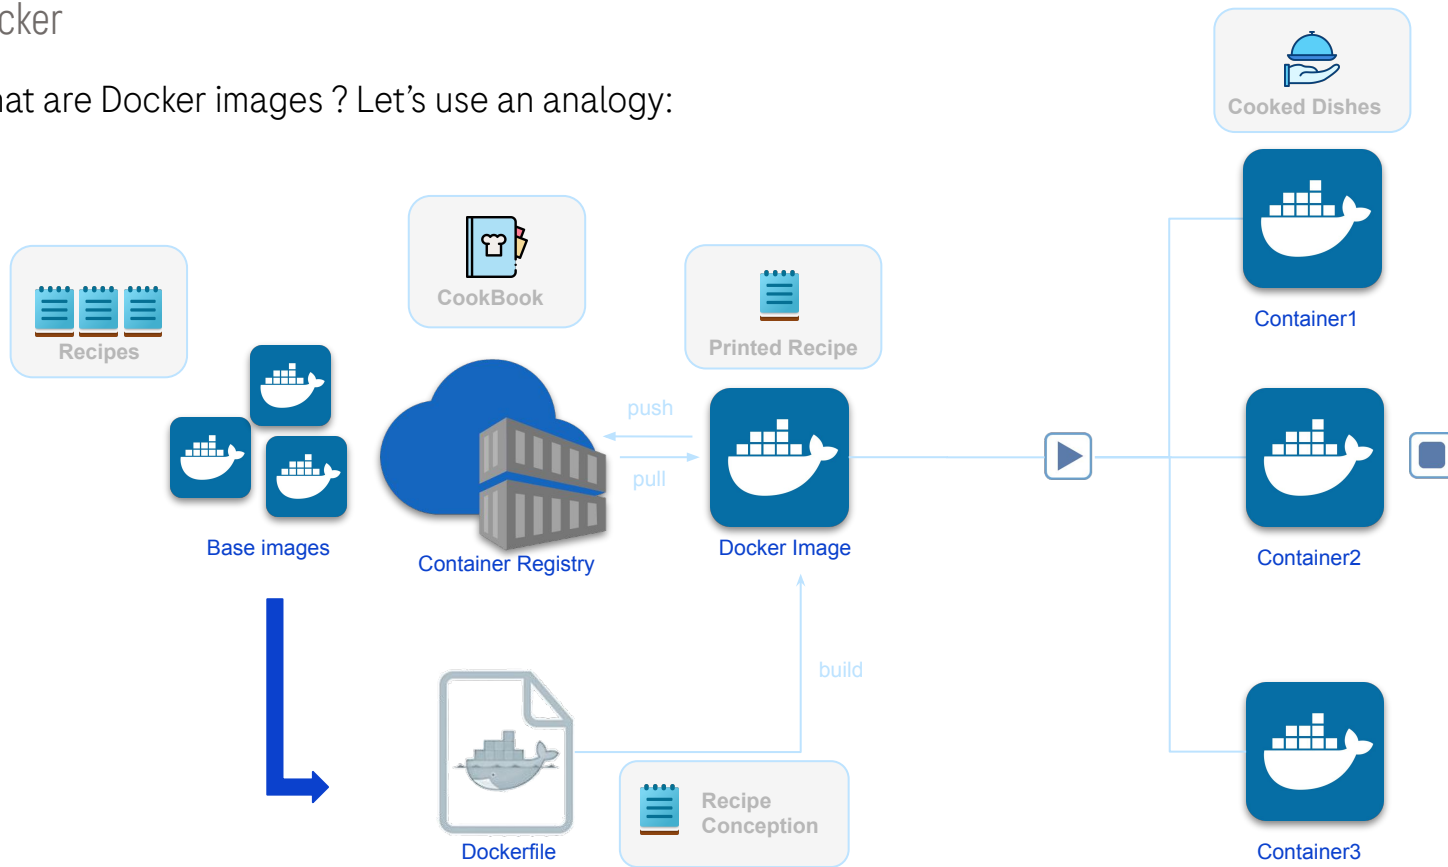 cker
hat are Docker images ? Let's use an analogy:
Cooked Dishes
CookBook
Recipes
Printed Recipe
Container1
push
pull
Base images
Container Registry
Docker Image
Container2
build
Recipe
Conception
Dockerfile
Container3